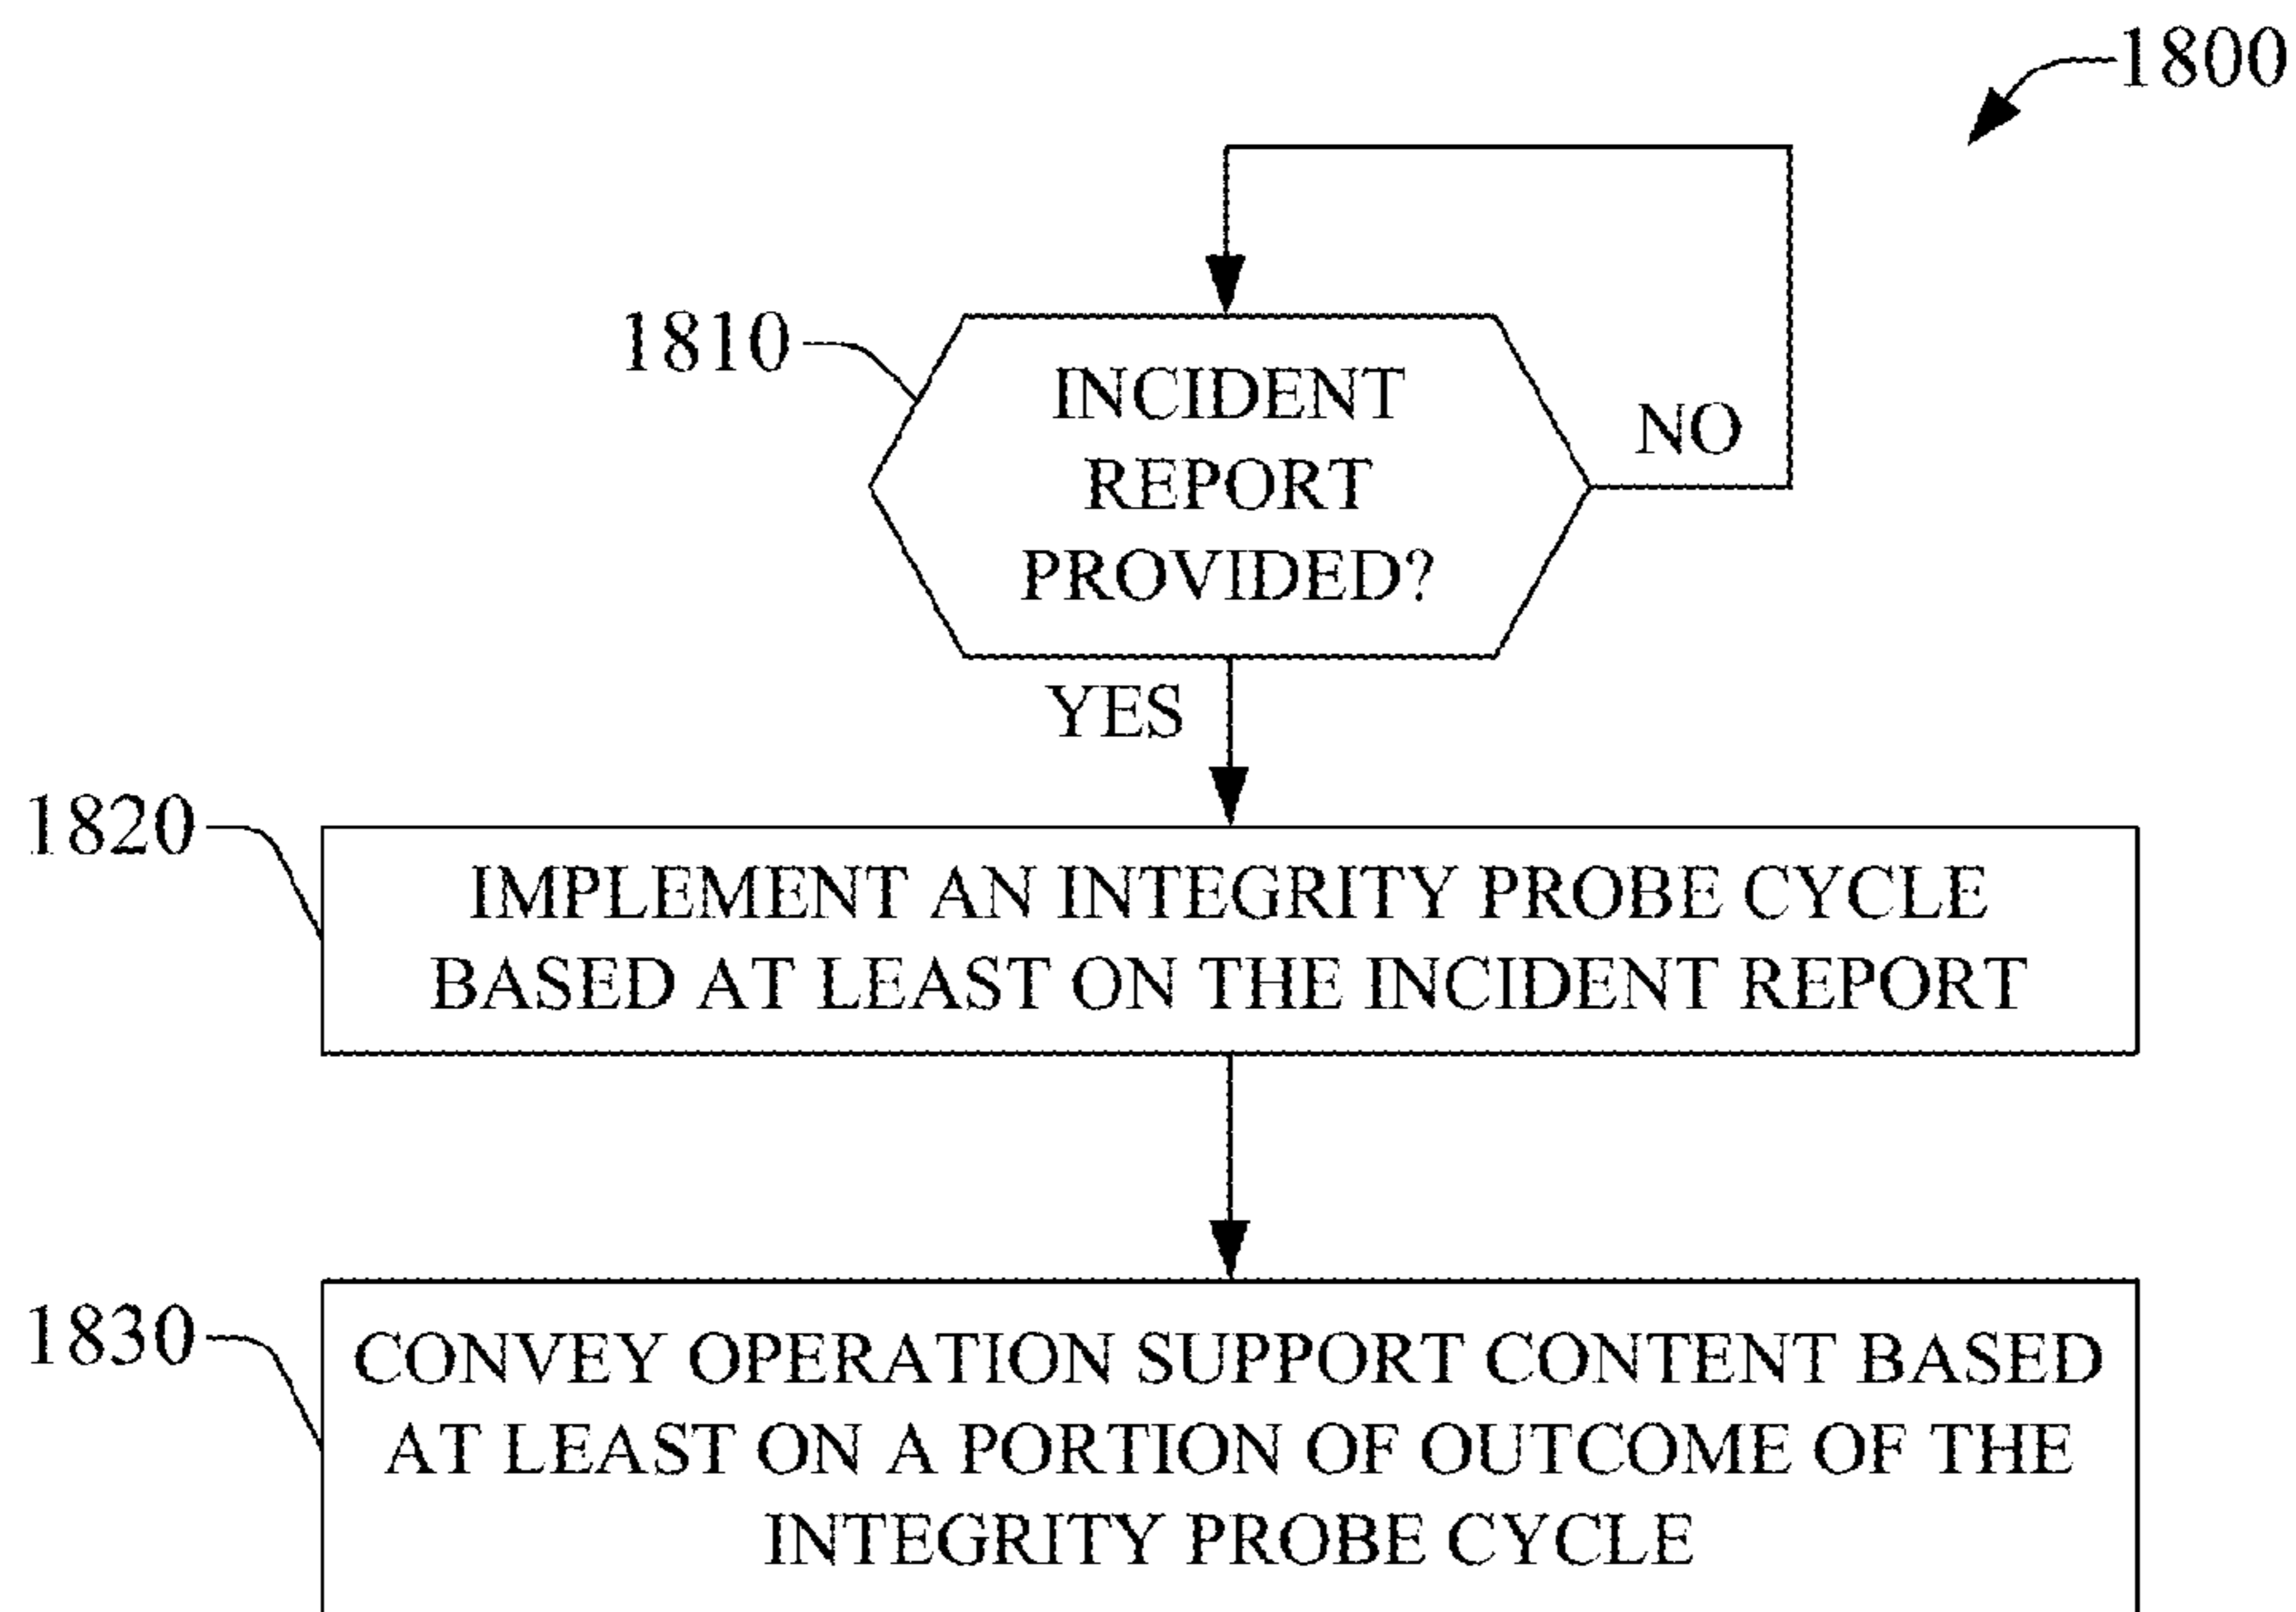 1800
1810
INCIDENT
REPORT
PROVIDED?
NO
YES
1820
IMPLEMENT AN INTEGRITY PROBE CYCLE
BASED AT LEAST ON THE INCIDENT REPORT
1830
CONVEY OPERATION SUPPORT CONTENT BASED
AT LEAST ON A PORTION OF OUTCOME OF THE
INTEGRITY PROBE CYCLE